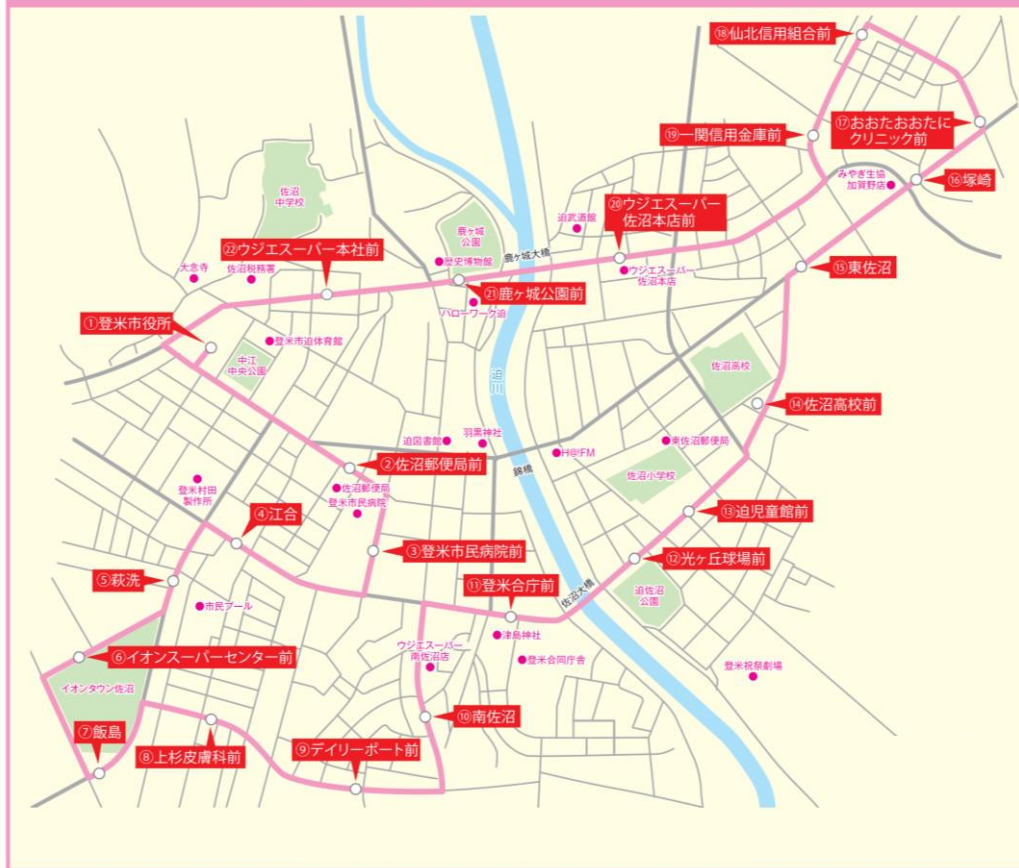 ⑱仙北信用組合前
⑰おおたおおたに
クリニック前
⑲一関信用金庫前
みやぎ生協
加賀野店
⑯塚崎
佐沼
中学校
鹿ヶ城
公園
迫武道館
⑳ウジエスーパー
佐沼本店前
㉒ウジエスーパー本社前
歴史博物館
鹿ヶ城大橋
大念寺
佐沼税務署
ウジエスーパー
佐沼本店
⑮東佐沼
㉑鹿ヶ城公園前
ハローワーク迫
①登米市役所
登米市迫体育館
中江
中央公園
迫川
佐沼高校
⑭佐沼高校前
羽黒神社
迫図書館
H@!FM
東佐沼郵便局
②佐沼郵便局前
錦橋
佐沼小学校
登米村田
製作所
佐沼郵便局
登米市民病院
④江合
⑬迫児童館前
③登米市民病院前
⑫光ヶ丘球場前
⑤萩洗
⑪登米合庁前
佐沼大橋
迫佐沼
公園
市民プール
津島神社
ウジエスーパー
南佐沼店
⑥イオンスーパーセンター前
登米合同庁舎
登米祝祭劇場
イオンタウン佐沼
⑩南佐沼
⑦飯島
⑧上杉皮膚科前
⑨デイリーポート前